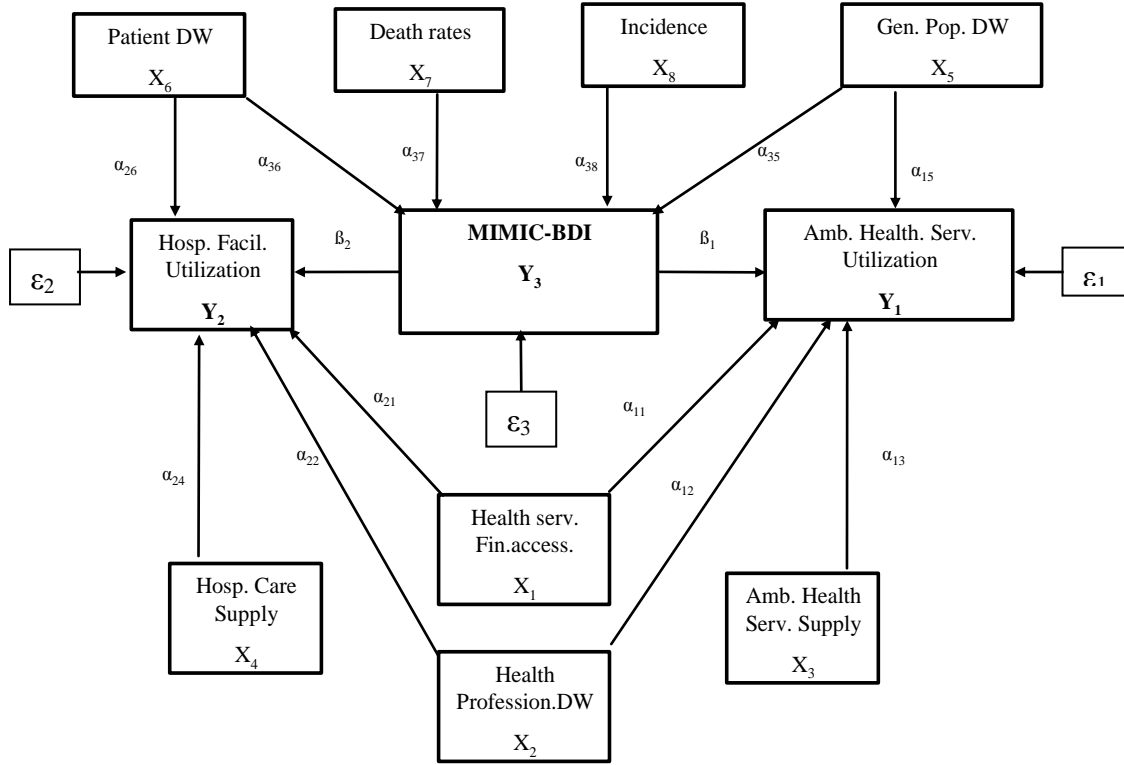 Patient DW
X₆
Death rates
X₇
Incidence
X₈
Gen. Pop. DW
X₅
α₂₆
α₃₆
α₃₇
α₃₈
α₃₅
α₁₅
Hosp. Facil.
Utilization
Y₂
ß₂
MIMIC-BDI
Y₃
ß₁
Amb. Health. Serv.
Utilization
Y₁
ε₂
ε₁
ε₃
α₂₁
α₁₁
α₂₂
α₂₄
α₁₂
α₁₃
Health serv.
Fin.access.
X₁
Hosp. Care
Supply
X₄
Amb. Health
Serv. Supply
X₃
Health
Profession.DW
X₂